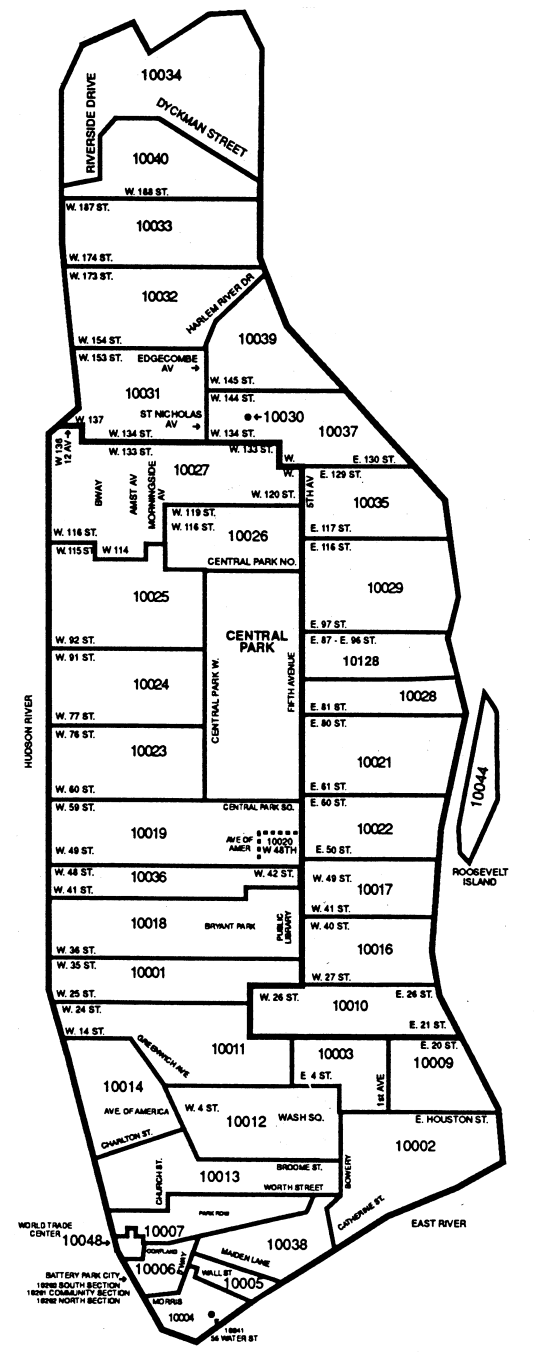 10034
RIVERSIDE DRIVE
DYCKMAN STREET
10040
W. 188 ST.
W. 187 ST.
10033
W. 174 ST.
W. 173 ST.
10032
HARLEM RIVER DR
W. 154 ST.
W. 153 ST.
EDGECOMBE
AV
10039
10031
W. 145 ST.
W. 144 ST.
ST NICHOLAS
AV
10030
W. 137
W. 134 ST.
W. 134 ST.
10037
W 136
12 AV
W. 133 ST.
W. 133 ST.
W.
E. 130 ST.
10027
W.
E. 129 ST.
BWAY
AMST AV
MORNINGSIDE
AV
5TH AV
10035
W. 120 ST.
W. 119 ST.
W. 116 ST.
10026
E. 117 ST.
W. 116 ST.
W. 115 ST
W 114
E. 116 ST.
CENTRAL PARK NO.
10025
10029
CENTRAL
PARK
E. 97 ST.
W. 92 ST.
E. 87 - E. 96 ST.
W. 91 ST.
10128
CENTRAL PARK W.
FIFTH AVENUE
10024
10028
E. 81 ST.
W. 77 ST.
E. 80 ST.
W. 76 ST.
HUDSON RIVER
10023
10021
10044
W. 60 ST.
E. 61 ST.
W. 59 ST.
CENTRAL PARK SO.
E. 60 ST.
10019
AVE OF
AMER
10020
W 48TH
10022
W. 49 ST.
E. 50 ST.
ROOSEVELT
ISLAND
W. 48 ST.
10036
W. 42 ST.
W. 49 ST.
10017
W. 41 ST.
W. 41 ST.
10018
BRYANT PARK
PUBLIC
LIBRARY
W. 40 ST.
10016
W. 36 ST.
W. 35 ST.
10001
W. 27 ST.
W. 25 ST.
W. 26 ST.
E. 26 ST.
W. 24 ST.
10010
W. 14 ST.
E. 21 ST.
GREENWICH AVE
10011
10003
E. 20 ST.
10009
E 4 ST.
1st AVE
10014
AVE. OF AMERICA
W. 4 ST.
10012
WASH SQ.
E. HOUSTON ST.
CHARLTON ST.
10002
BROOME ST.
10013
CHURCH ST.
WORTH STREET
BOWERY
PARK ROW
CATHERINE ST.
EAST RIVER
WORLD TRADE
CENTER
10048
10007
10038
MAIDEN LANE
10006
WALL ST
10005
BATTERY PARK CITY
10280 SOUTH SECTION
10281 COMMUNITY SECTION
10282 NORTH SECTION
MORRIS
10004
10041
55 WATER ST